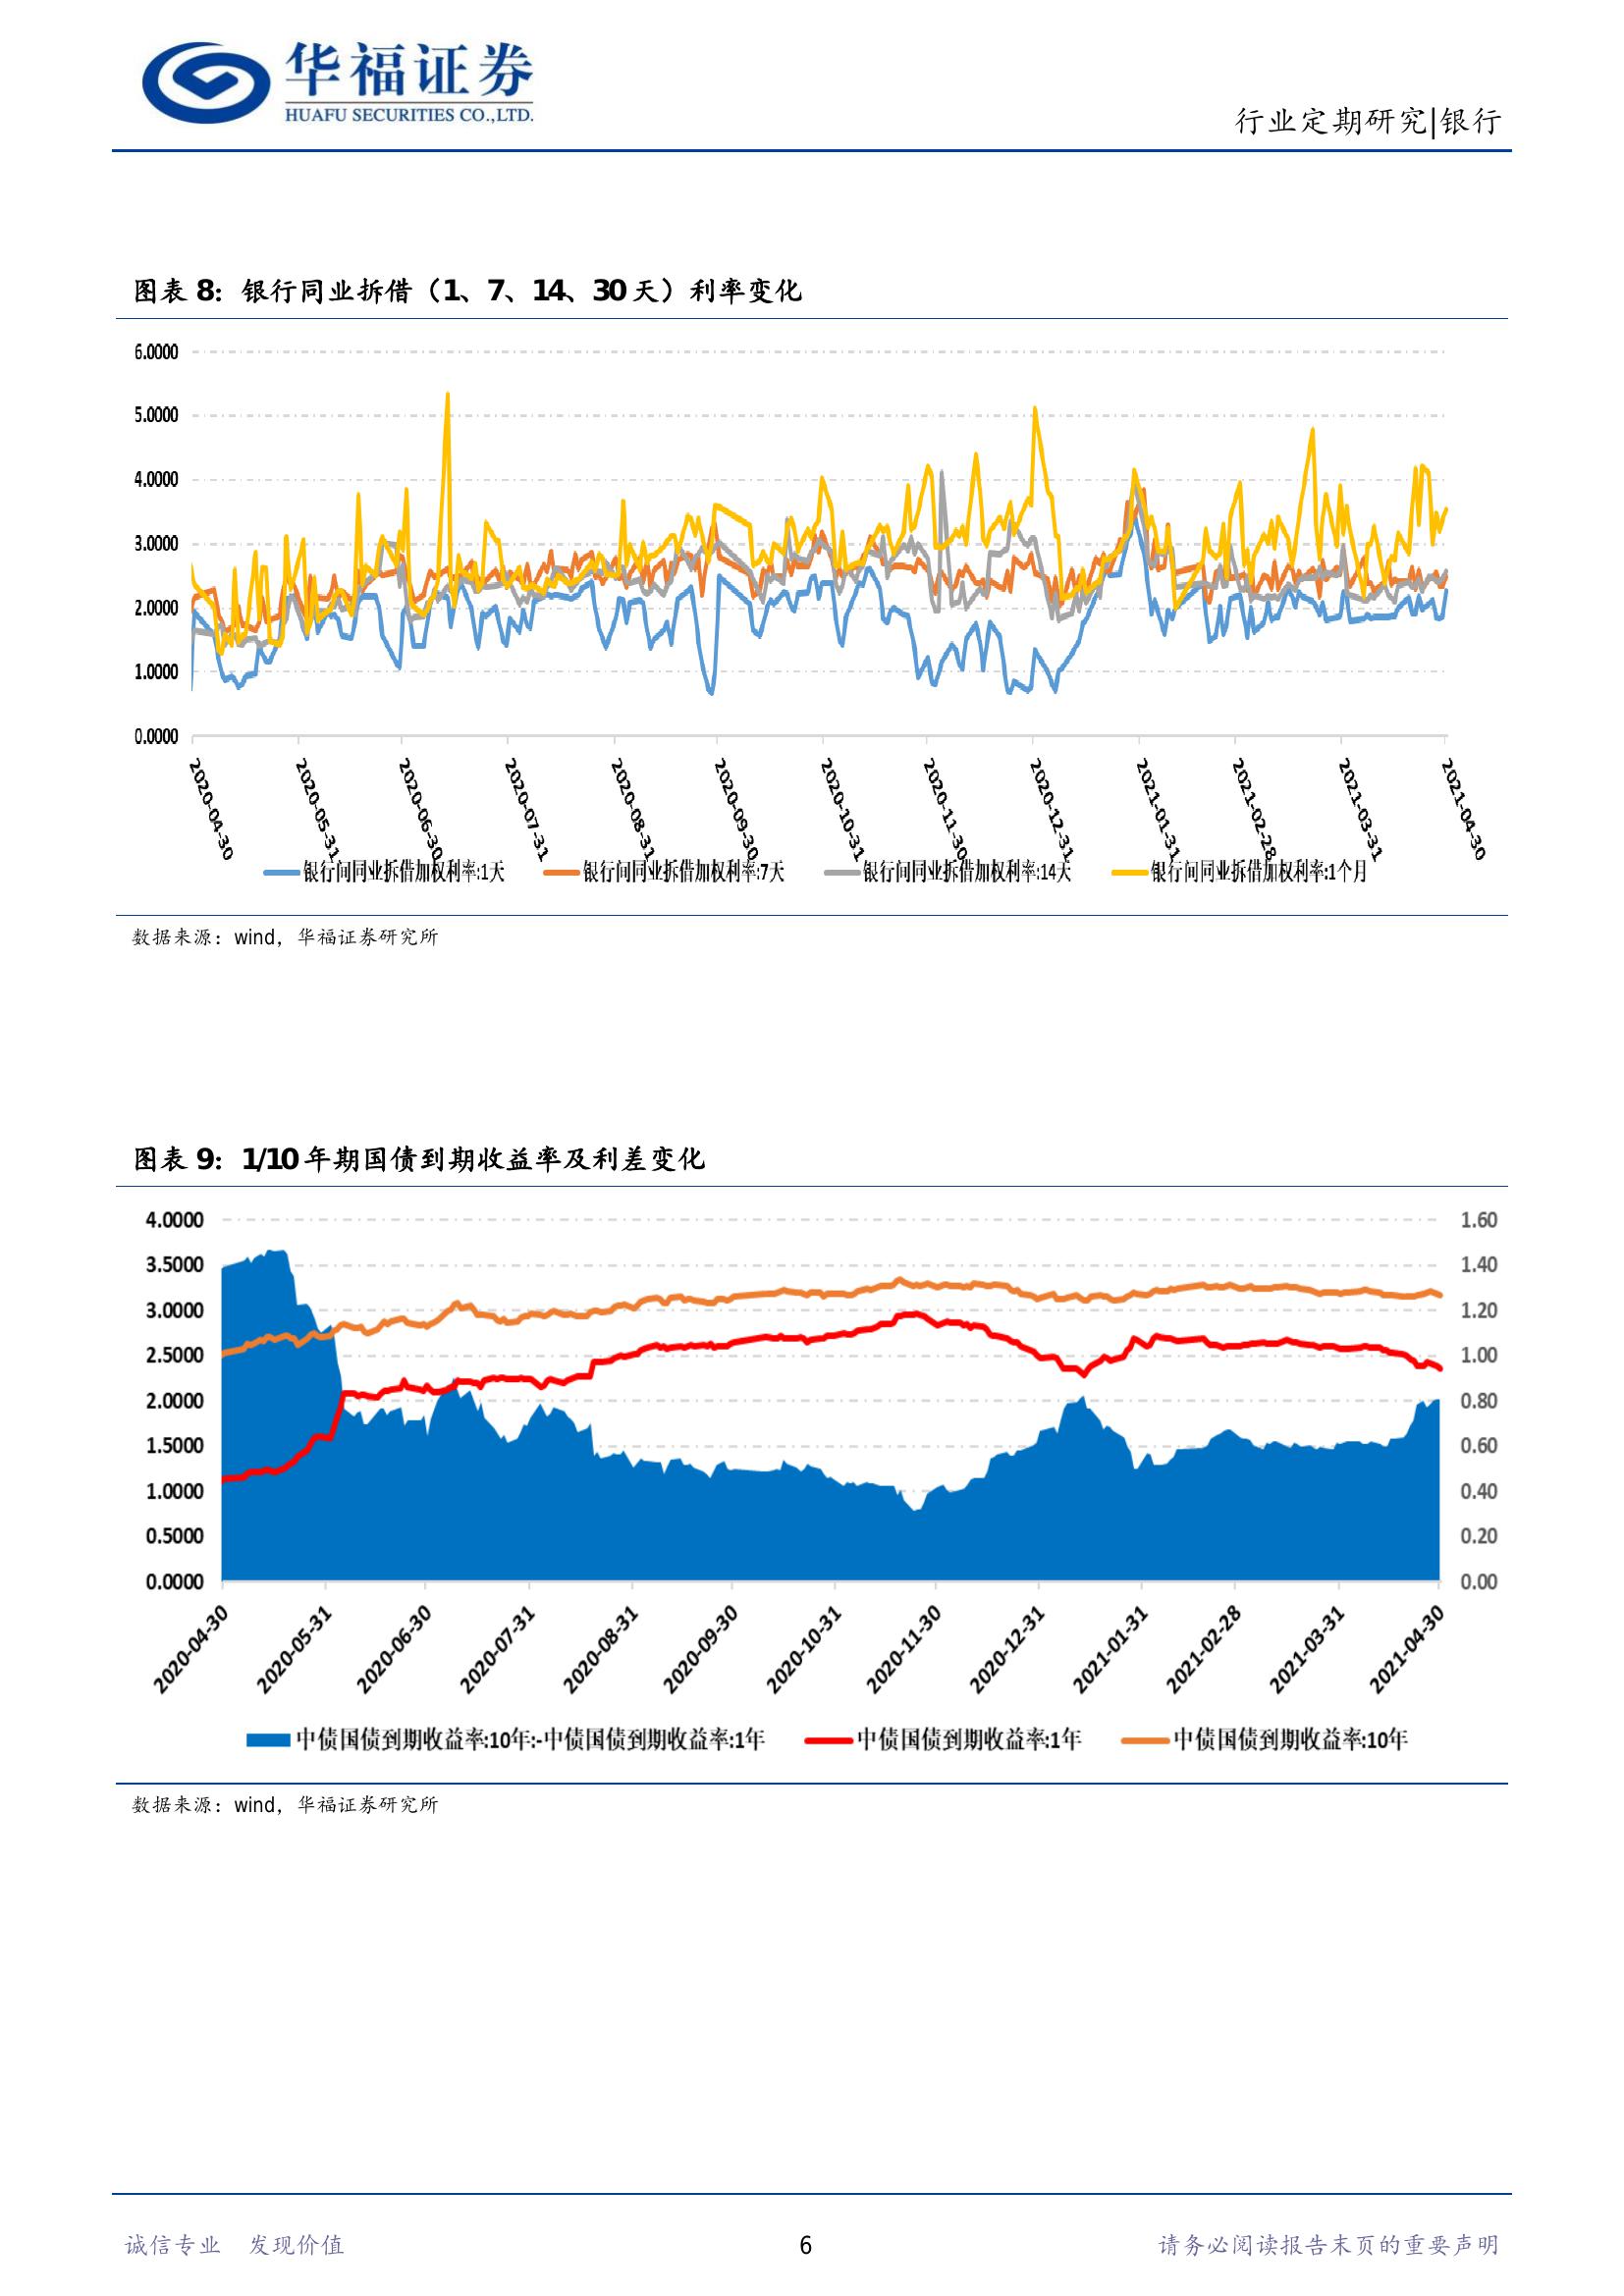 华福证券
HUAFU SECURITIES CO.,LTD.
行业定期研究|银行
图表 8：银行同业拆借（1、7、14、30 天）利率变化
6.0000
5.0000
4.0000
3.0000
2.0000
1.0000
0.0000
2020-04-30 2020-05-31 2020-06-30 2020-07-31 2020-08-31 2020-09-30 2020-10-31 2020-11-30 2020-12-31 2021-01-31 2021-02-28 2021-03-31 2021-04-30
银行间同业拆借加权利率:1天 银行间同业拆借加权利率:7天 银行间同业拆借加权利率:14天 银行间同业拆借加权利率:1个月
数据来源：wind，华福证券研究所
图表 9：1/10 年期国债到期收益率及利差变化
4.0000 1.60
3.5000 1.40
3.0000 1.20
2.5000 1.00
2.0000 0.80
1.5000 0.60
1.0000 0.40
0.5000 0.20
0.0000 0.00
2020-04-30 2020-05-31 2020-06-30 2020-07-31 2020-08-31 2020-09-30 2020-10-31 2020-11-30 2020-12-31 2021-01-31 2021-02-28 2021-03-31 2021-04-30
中债国债到期收益率:10年:-中债国债到期收益率:1年 中债国债到期收益率:1年 中债国债到期收益率:10年
数据来源：wind，华福证券研究所
诚信专业 发现价值 6 请务必阅读报告末页的重要声明